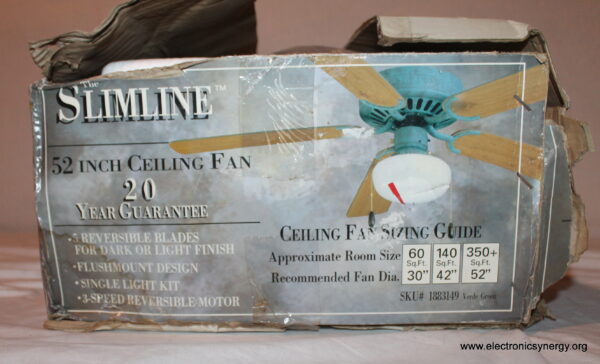 The
SLIMLINE™
52 INCH CEILING FAN
20
YEAR GUARANTEE
•5 REVERSIBLE BLADES
FOR DARK OR LIGHT FINISH
•FLUSHMOUNT DESIGN
•SINGLE LIGHT KIT
•3-SPEED REVERSIBLE MOTOR
CEILING FAN SIZING GUIDE
Approximate Room Size 60 Sq.Ft. 140 Sq.Ft. 350+ Sq.Ft.
Recommended Fan Dia. 30" 42" 52"
SKU# 1883149 Verde Green
www.electronicsynergy.org